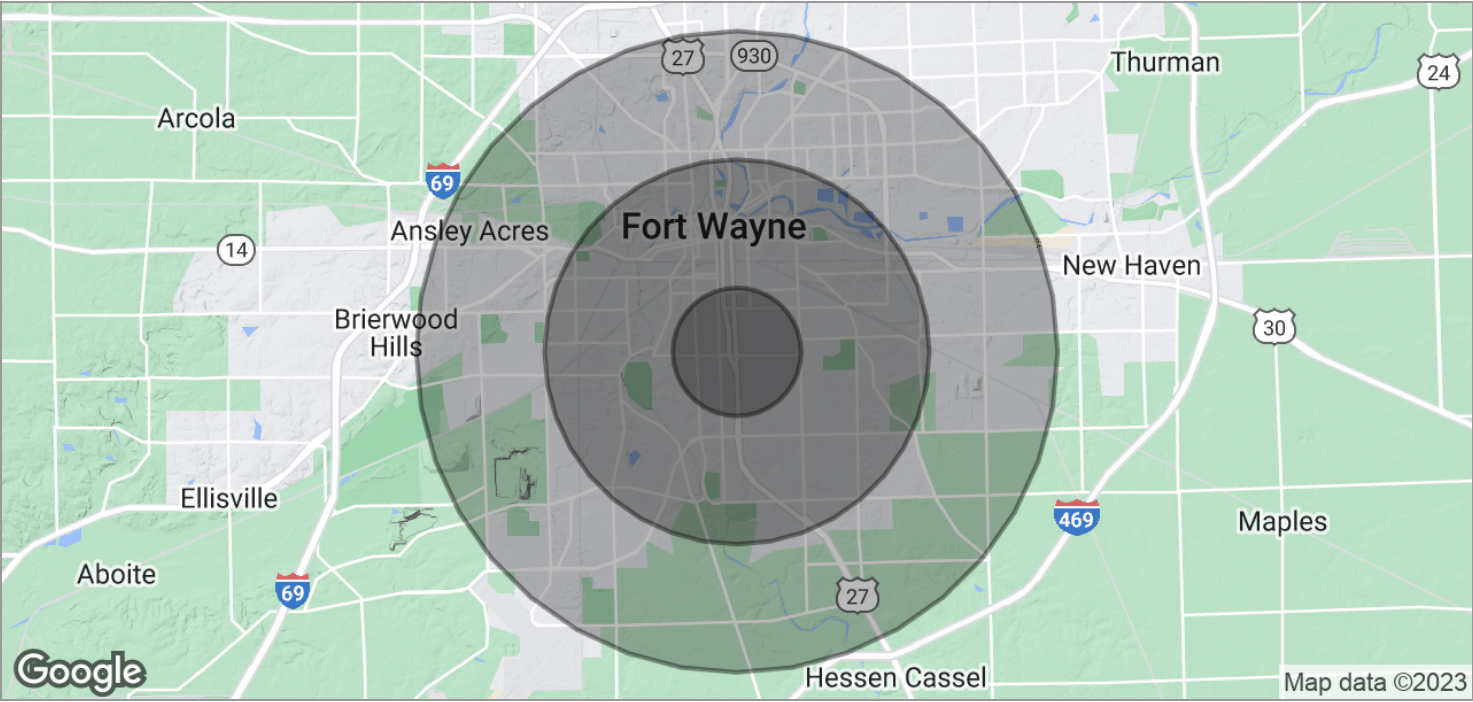 27
930
Thurman
24
Arcola
69
Fort Wayne
Ansley Acres
14
New Haven
Brierwood
Hills
30
Ellisville
469
Maples
Aboite
69
27
Google
Hessen Cassel
Map data ©2023